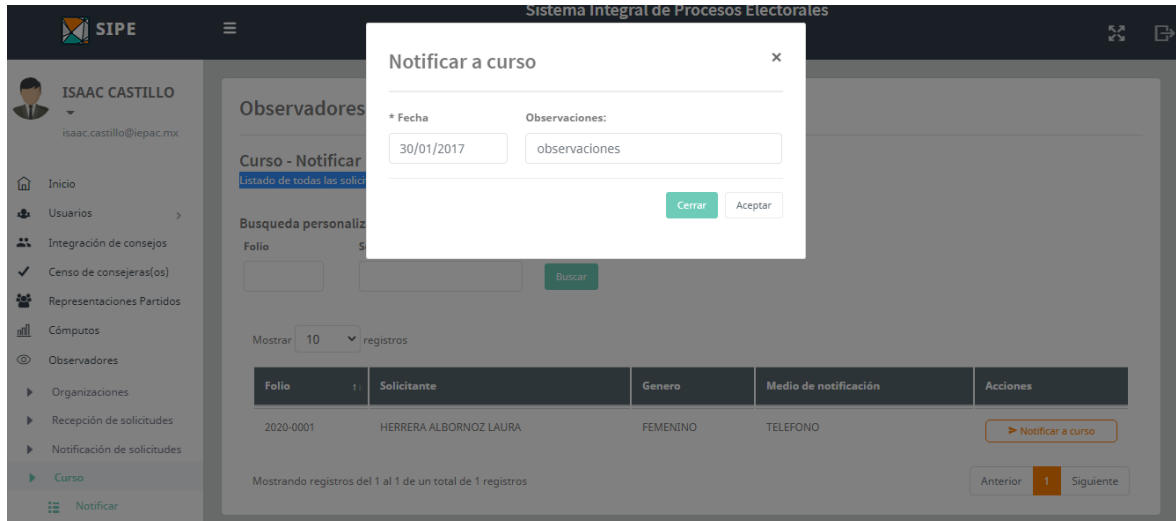 Sistema Integral de Procesos Electorales
SIPE
ISAAC CASTILLO
isaac.castillo@iepac.mx
Inicio
Usuarios
Integración de consejos
Censo de consejeras(os)
Representaciones Partidos
Cómputos
Observadores
Organizaciones
Recepción de solicitudes
Notificación de solicitudes
Curso
Notificar
Notificar a curso ×
* Fecha Observaciones:
30/01/2017 observaciones
Cerrar Aceptar
Observadores
Curso - Notificar
Listado de todas las solici
Busqueda personaliz
Folio S
Buscar
Mostrar 10 registros
Folio Solicitante Genero Medio de notificación Acciones
2020-0001 HERRERA ALBORNOZ LAURA FEMENINO TELEFONO Notificar a curso
Mostrando registros del 1 al 1 de un total de 1 registros
Anterior 1 Siguiente